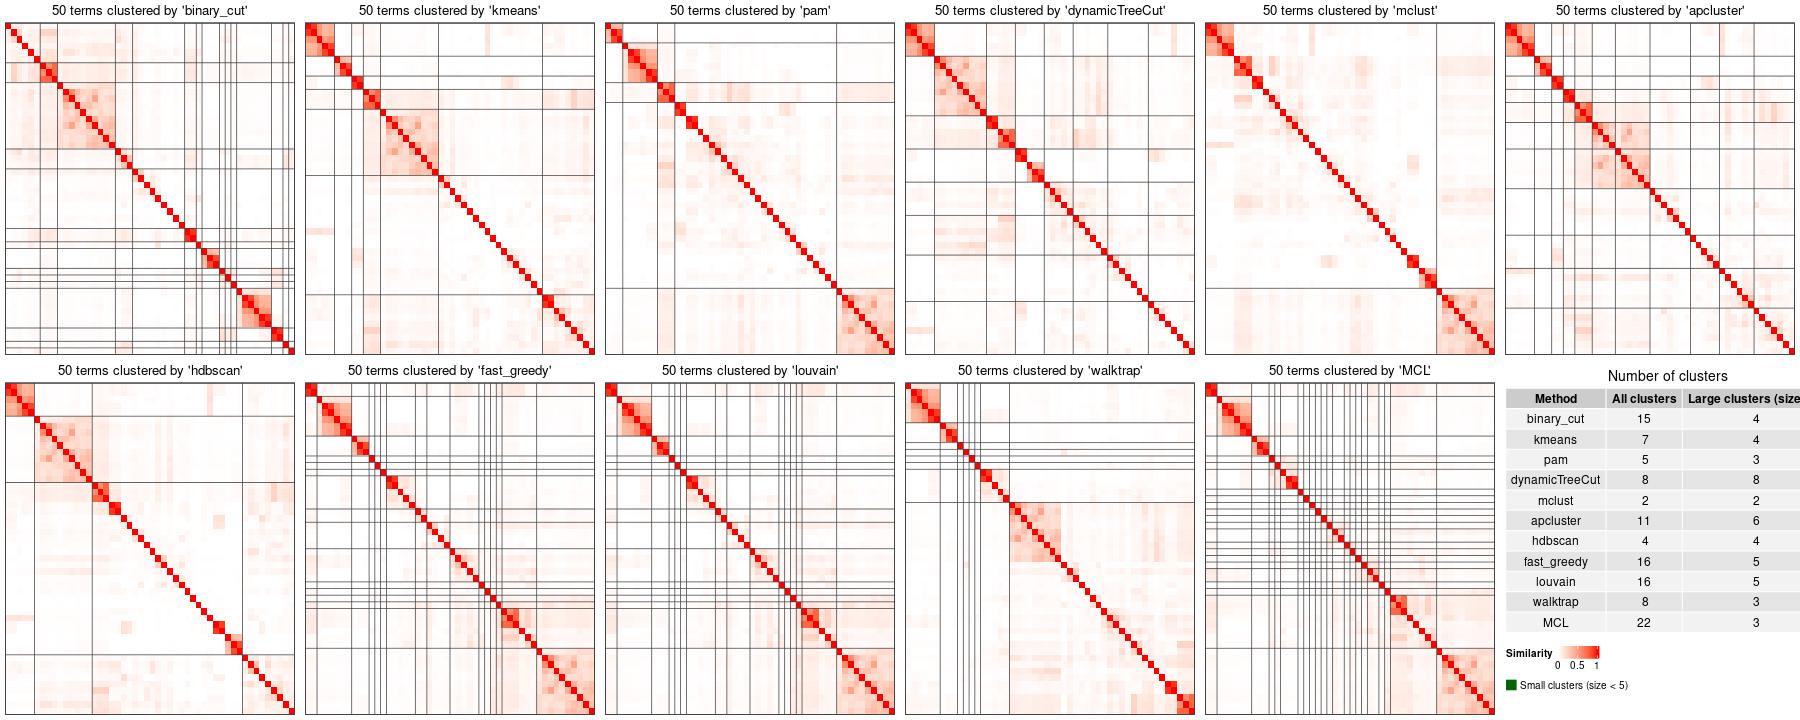 50 terms clustered by 'binary_cut'
50 terms clustered by 'kmeans'
50 terms clustered by 'pam'
50 terms clustered by 'dynamicTreeCut'
50 terms clustered by 'mclust'
50 terms clustered by 'apcluster'
50 terms clustered by 'hdbscan'
50 terms clustered by 'fast_greedy'
50 terms clustered by 'louvain'
50 terms clustered by 'walktrap'
50 terms clustered by 'MCL'
Number of clusters
Method All clusters Large clusters (size
binary_cut 15 4
kmeans 7 4
pam 5 3
dynamicTreeCut 8 8
mclust 2 2
apcluster 11 6
hdbscan 4 4
fast_greedy 16 5
louvain 16 5
walktrap 8 3
MCL 22 3
Similarity
0 0.5 1
Small clusters (size < 5)